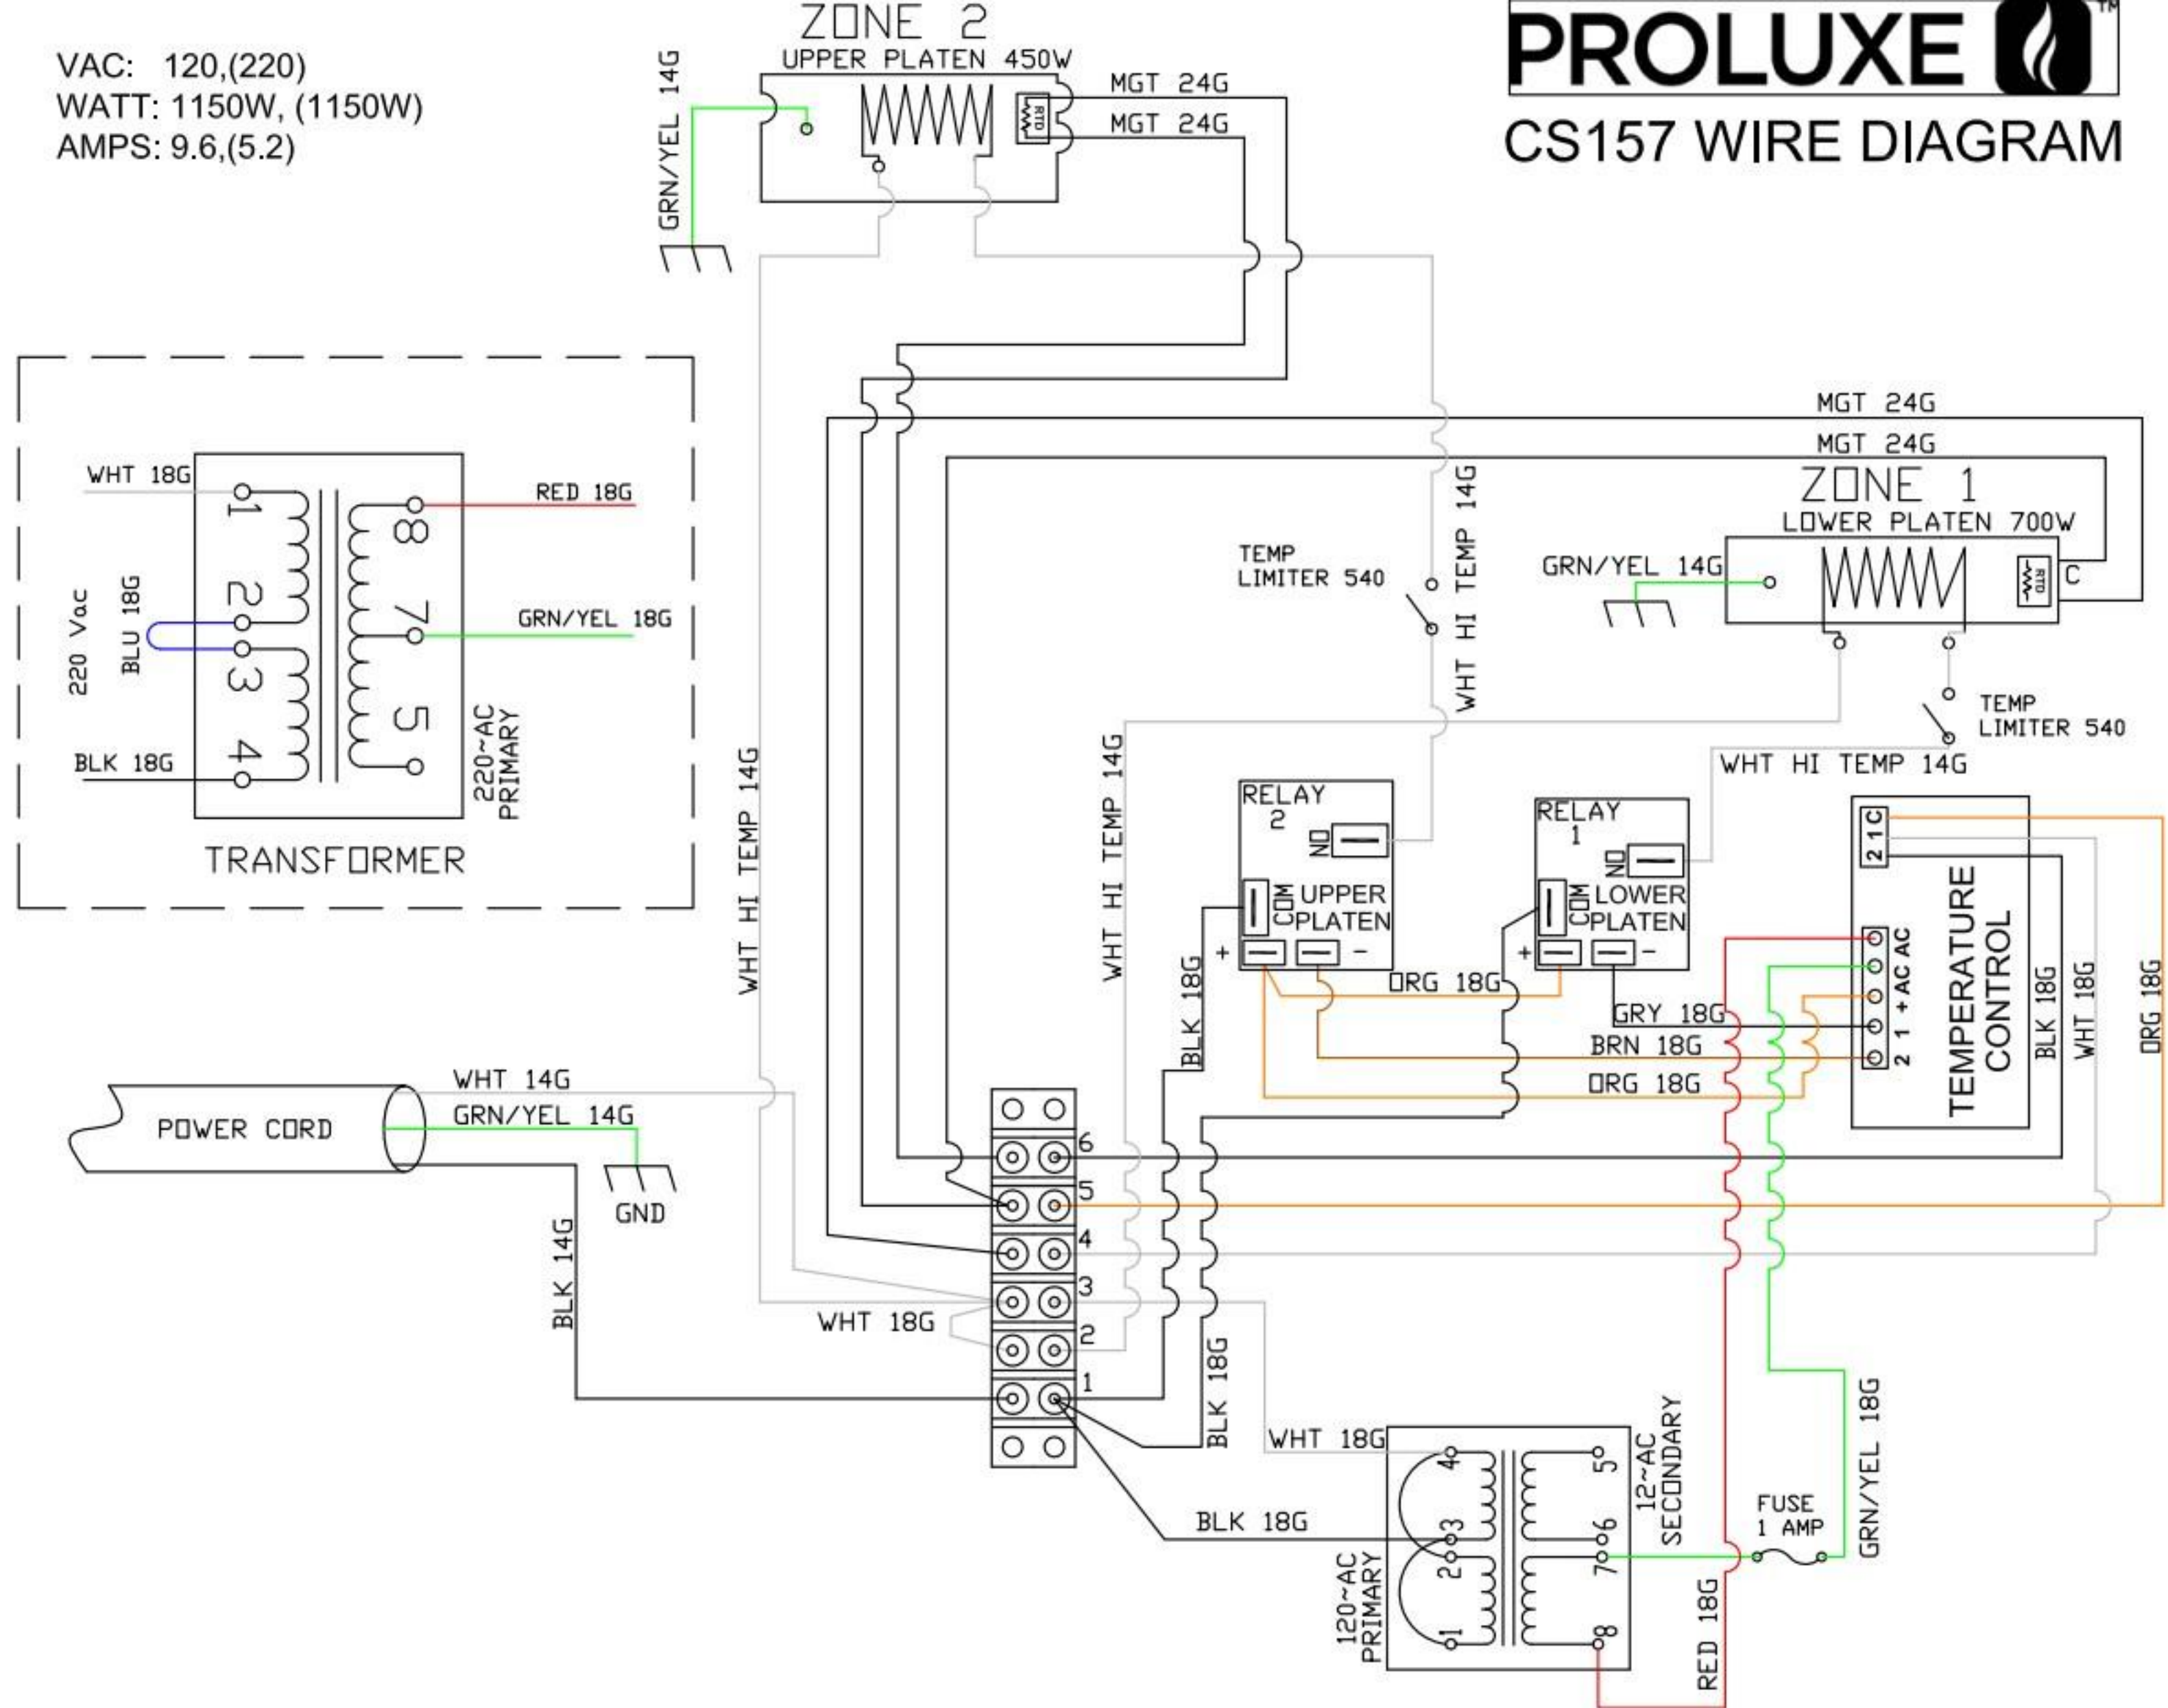 VAC: 120,(220)
WATT: 1150W, (1150W)
AMPS: 9.6,(5.2)
ZONE 2
UPPER PLATEN 450W
GRN/YEL 14G
RTD
MGT 24G
MGT 24G
PROLUXE TM
CS157 WIRE DIAGRAM
WHT 18G
220 Vac
BLU 18G
BLK 18G
1
2
3
4
8
7
5
RED 18G
GRN/YEL 18G
220~AC
PRIMARY
TRANSFORMER
MGT 24G
MGT 24G
ZONE 1
LOWER PLATEN 700W
GRN/YEL 14G
RTD
C
TEMP
LIMITER 540
WHT HI TEMP 14G
TEMP
LIMITER 540
WHT HI TEMP 14G
WHT HI TEMP 14G
WHT HI TEMP 14G
RELAY
2
NO
COM
UPPER
PLATEN
+
-
RELAY
1
NO
COM
LOWER
PLATEN
+
-
2 1 C
2 1 + AC AC
TEMPERATURE
CONTROL
BLK 18G
WHT 18G
ORG 18G
BLK 18G
ORG 18G
GRY 18G
BRN 18G
ORG 18G
POWER CORD
WHT 14G
GRN/YEL 14G
GND
BLK 14G
WHT 18G
6
5
4
3
2
1
BLK 18G
WHT 18G
BLK 18G
120~AC
PRIMARY
4
3
2
1
5
6
7
8
12~AC
SECONDARY
FUSE
1 AMP
RED 18G
GRN/YEL 18G